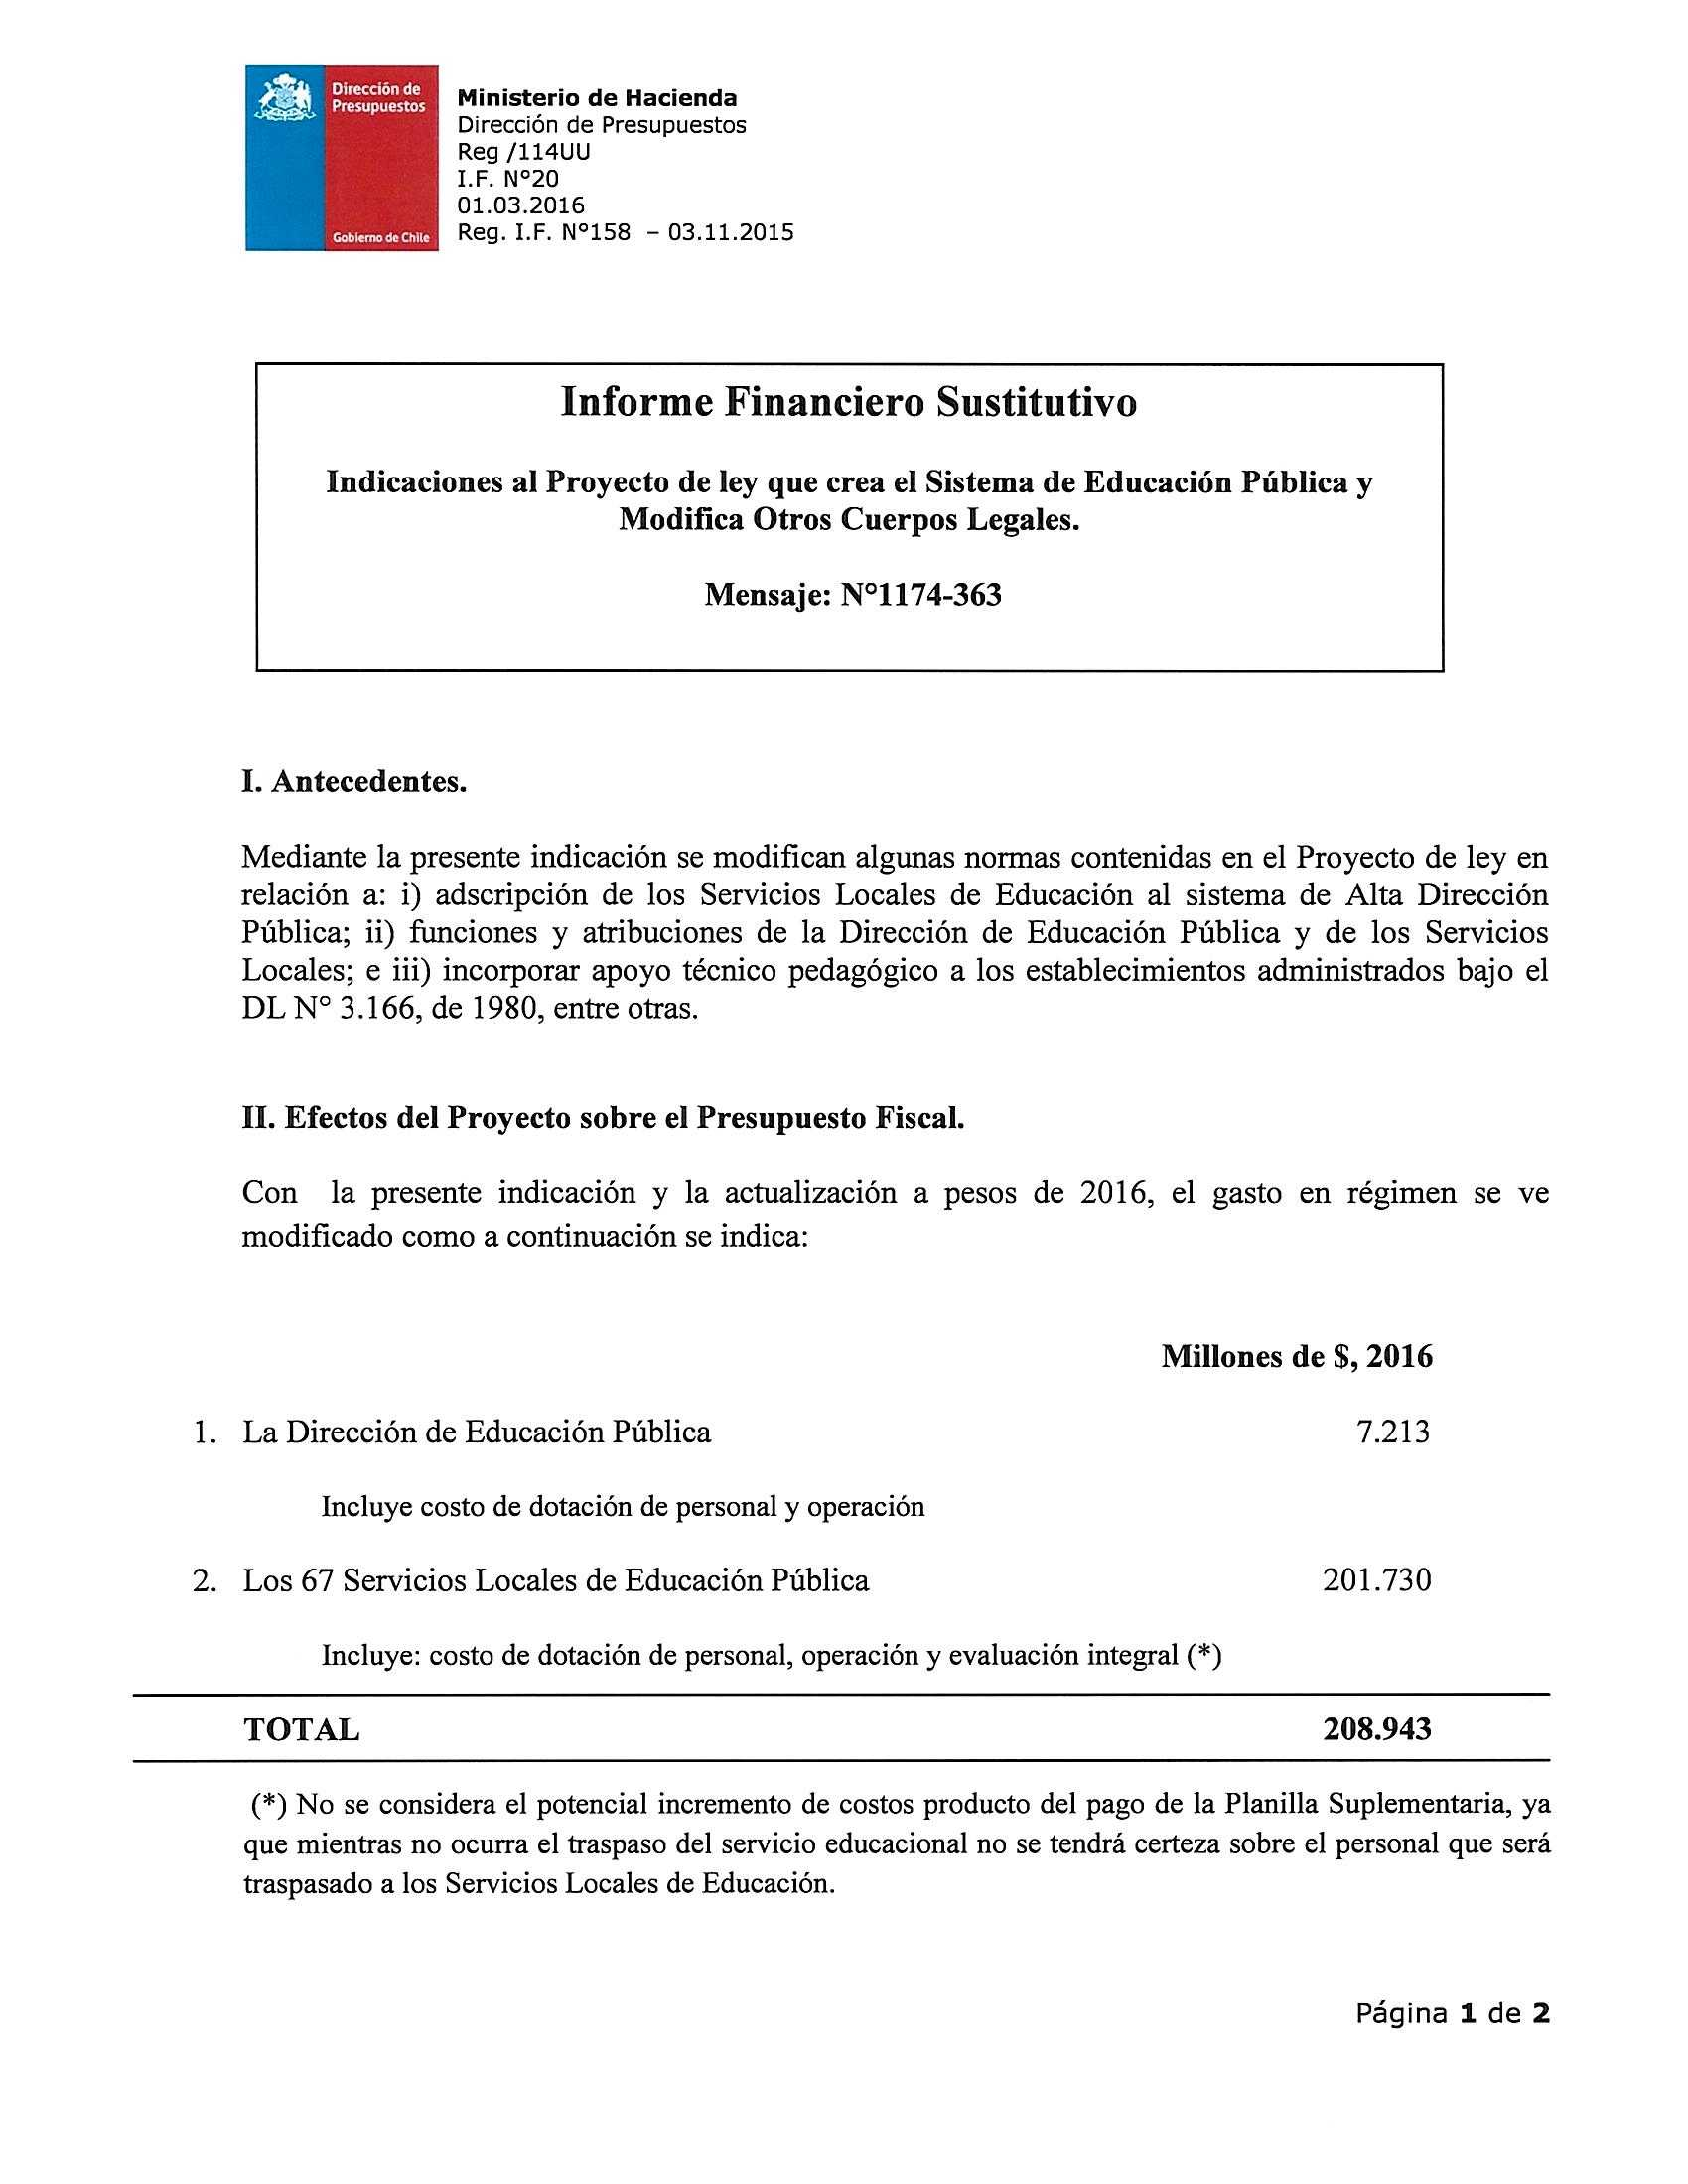 Dirección de
Presupuestos
Gobierno de Chile
Ministerio de Hacienda
Dirección de Presupuestos
Reg /114UU
I.F. N°20
01.03.2016
Reg. I.F. N°158 – 03.11.2015
Informe Financiero Sustitutivo
Indicaciones al Proyecto de ley que crea el Sistema de Educación Pública y
Modifica Otros Cuerpos Legales.
Mensaje: N°1174-363
I. Antecedentes.
Mediante la presente indicación se modifican algunas normas contenidas en el Proyecto de ley en
relación a: i) adscripción de los Servicios Locales de Educación al sistema de Alta Dirección
Pública; ii) funciones y atribuciones de la Dirección de Educación Pública y de los Servicios
Locales; e iii) incorporar apoyo técnico pedagógico a los establecimientos administrados bajo el
DL N° 3.166, de 1980, entre otras.
II. Efectos del Proyecto sobre el Presupuesto Fiscal.
Con la presente indicación y la actualización a pesos de 2016, el gasto en régimen se ve
modificado como a continuación se indica:
Millones de $, 2016
1. La Dirección de Educación Pública 7.213
Incluye costo de dotación de personal y operación
2. Los 67 Servicios Locales de Educación Pública 201.730
Incluye: costo de dotación de personal, operación y evaluación integral (*)
TOTAL 208.943
(*) No se considera el potencial incremento de costos producto del pago de la Planilla Suplementaria, ya
que mientras no ocurra el traspaso del servicio educacional no se tendrá certeza sobre el personal que será
traspasado a los Servicios Locales de Educación.
Página 1 de 2